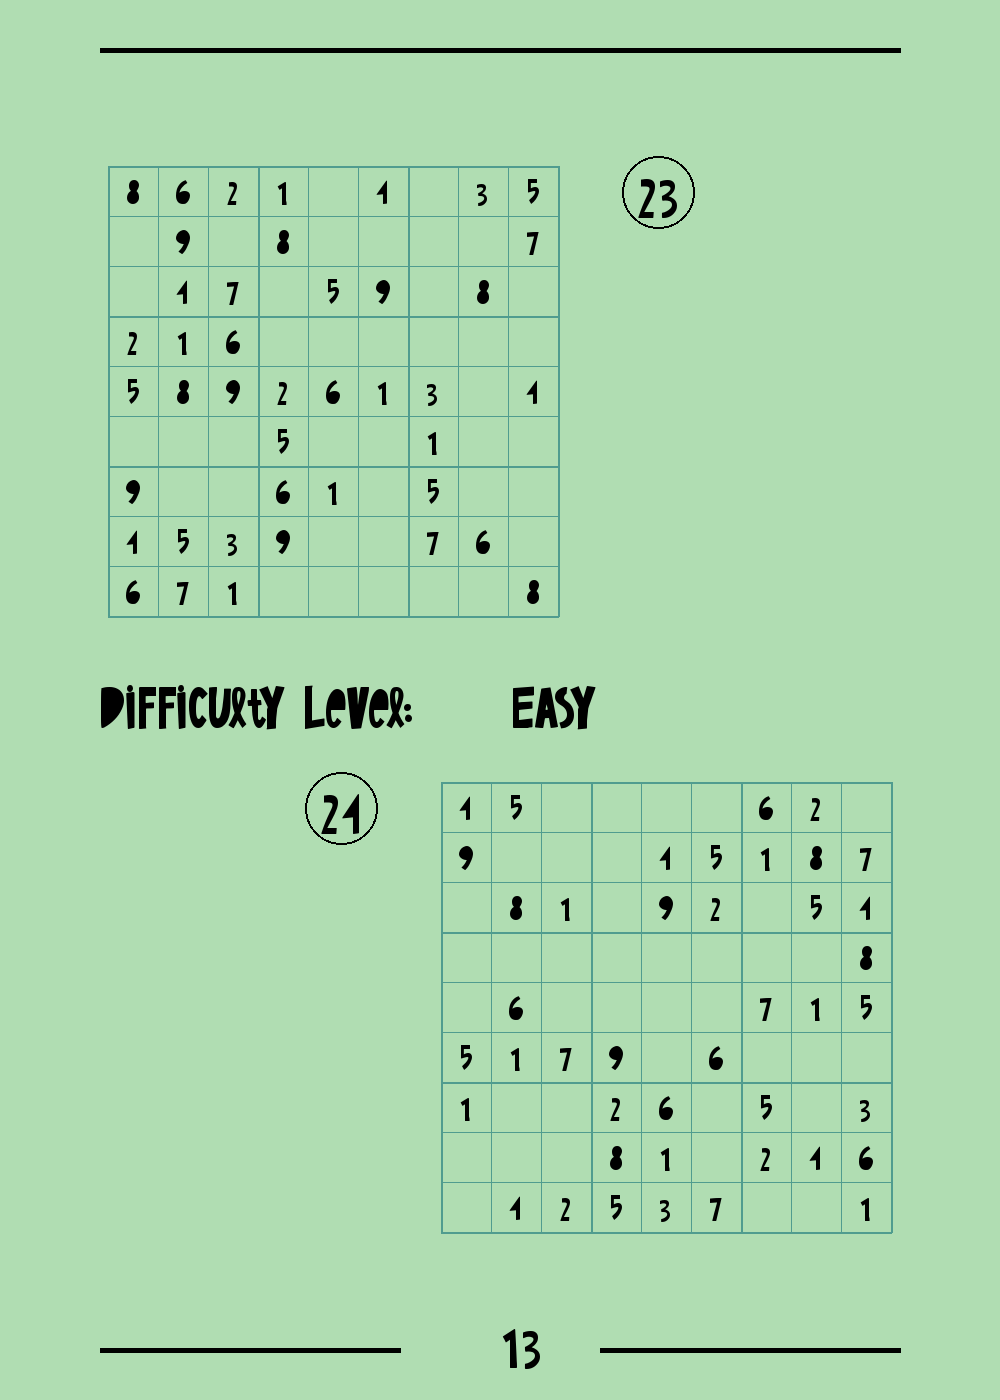 8 6 2 1 4 3 5
23
9 8 7
4 7 5 9 8
2 1 6
5 8 9 2 6 1 3 4
5 1
9 6 1 5
4 5 3 9 7 6
6 7 1 8
Difficulty Level: EASY
24
4 5 6 2
9 4 5 1 8 7
8 1 9 2 5 4
8
6 7 1 5
5 1 7 9 6
1 2 6 5 3
8 1 2 4 6
4 2 5 3 7 1
13